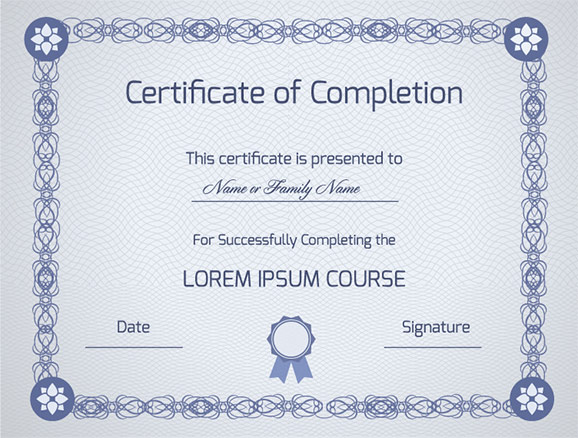 Certificate of Completion
This certificate is presented to
Name or Family Name
For Successfully Completing the
LOREM IPSUM COURSE
Date
Signature